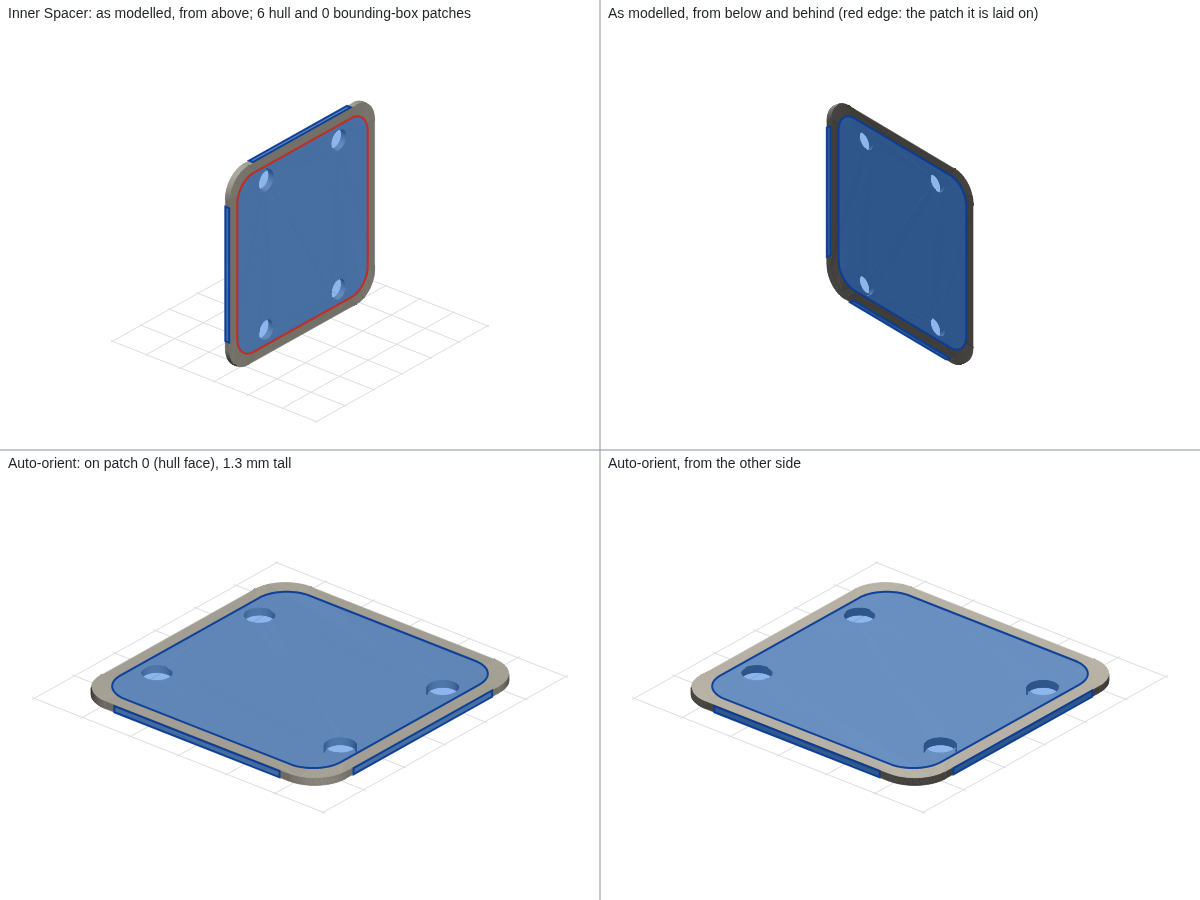 Inner Spacer: as modelled, from above; 6 hull and 0 bounding-box patches
As modelled, from below and behind (red edge: the patch it is laid on)
Auto-orient: on patch 0 (hull face), 1.3 mm tall
Auto-orient, from the other side